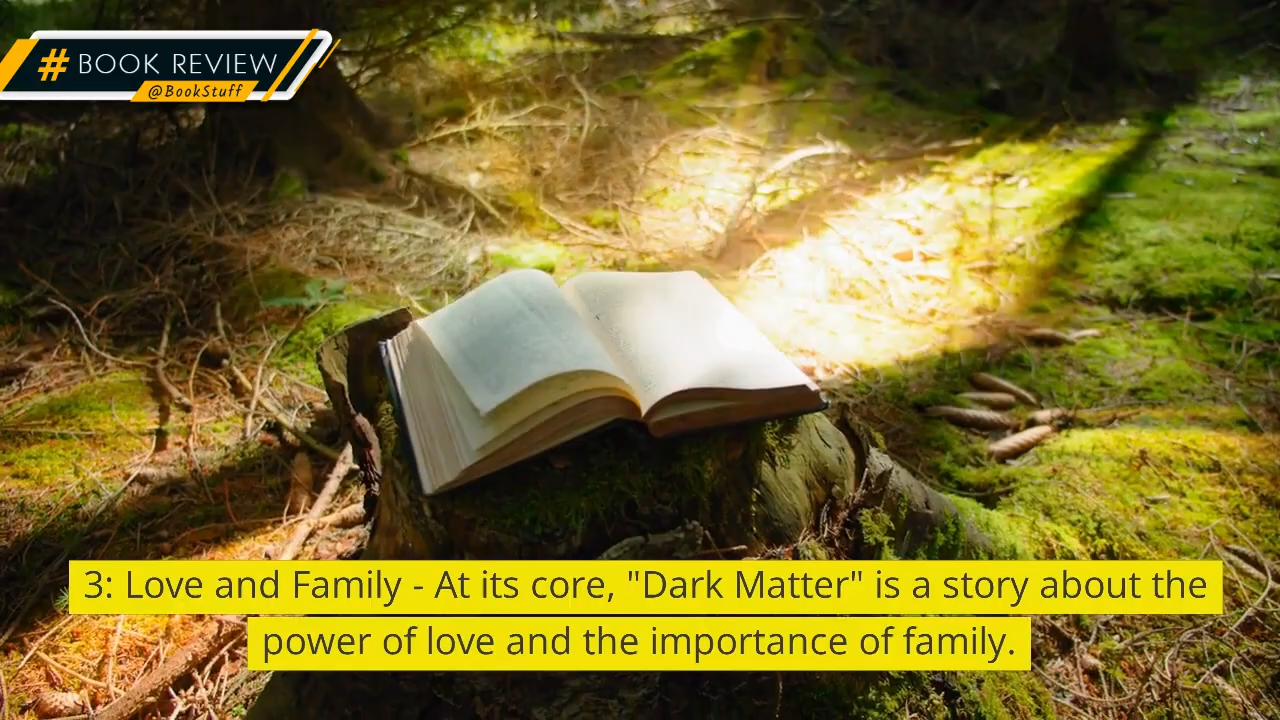 # BOOK REVIEW
@BookStuff
3: Love and Family - At its core, "Dark Matter" is a story about the
power of love and the importance of family.